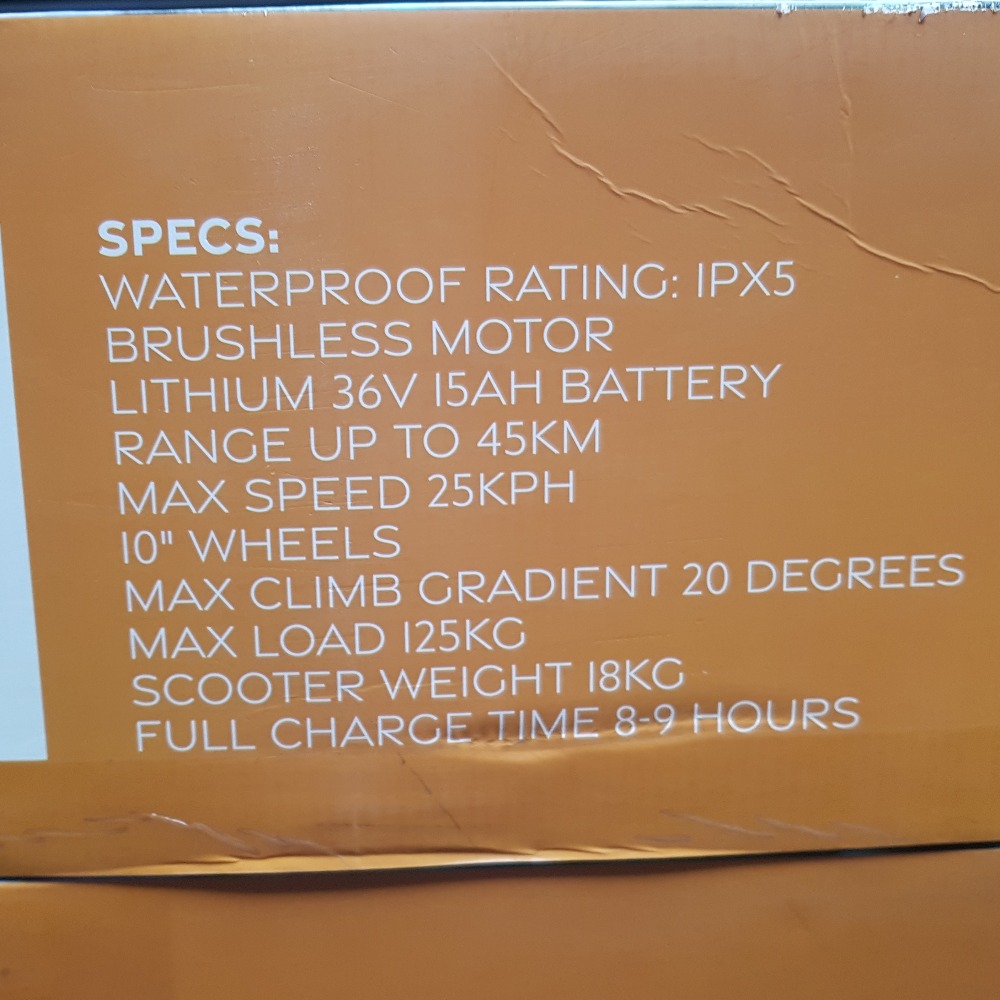 SPECS:
WATERPROOF RATING: IPX5
BRUSHLESS MOTOR
LITHIUM 36V 15AH BATTERY
RANGE UP TO 45KM
MAX SPEED 25KPH
10" WHEELS
MAX CLIMB GRADIENT 20 DEGREES
MAX LOAD 125KG
SCOOTER WEIGHT 18KG
FULL CHARGE TIME 8-9 HOURS